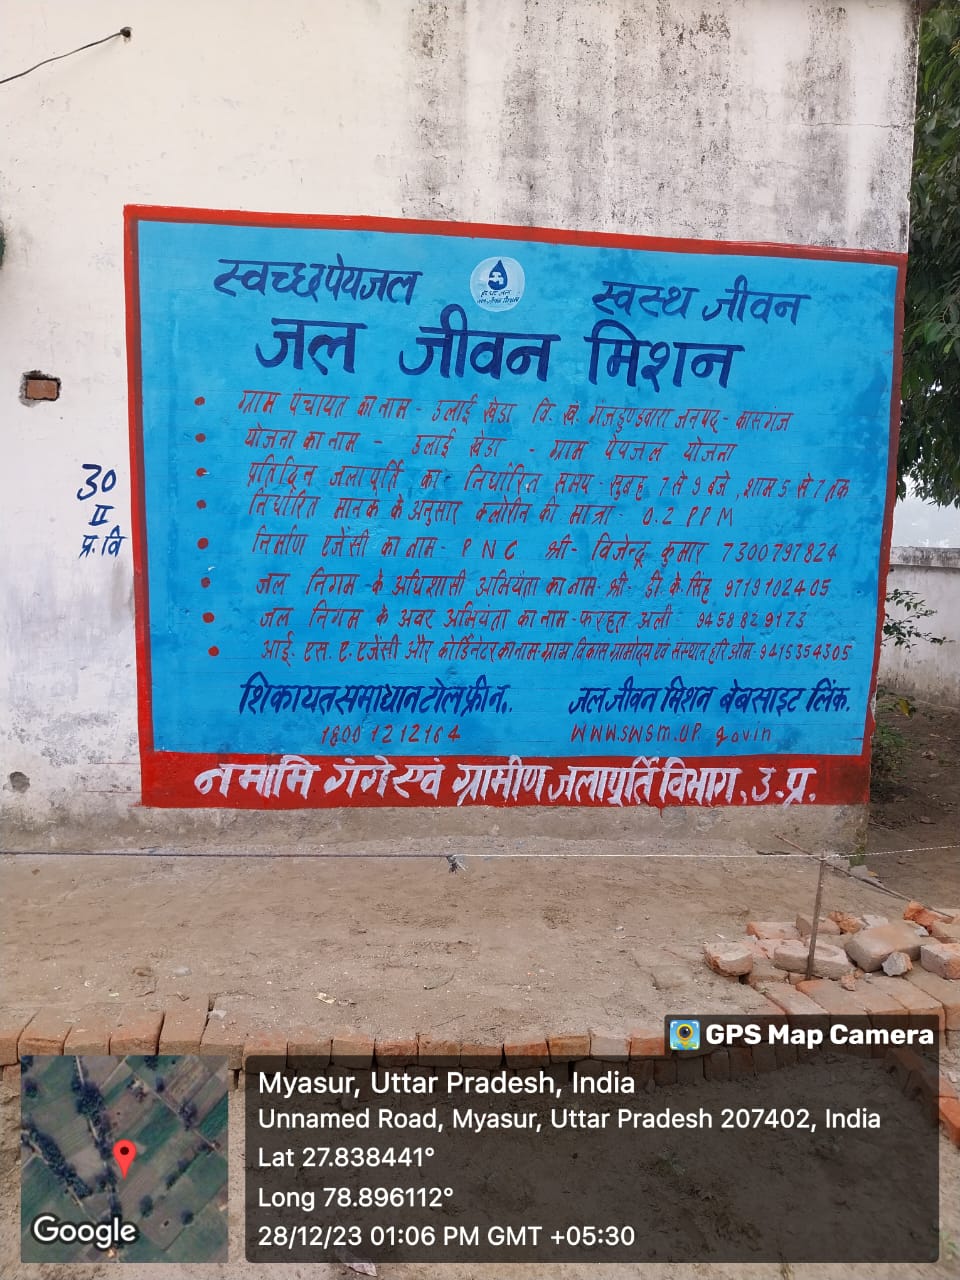 स्वच्छ पेयजल
स्वस्थ जीवन
जल जीवन मिशन
• ग्राम पंचायत का नाम - उलाई खेडा वि. ख. गंजडुण्डवारा जनपद - कासगंज
• योजना का नाम - उलाई खेडा - ग्राम पेयजल योजना
• प्रतिदिन जलापूर्ति का - निर्धारित समय - सुबह 7 से 9 बजे, शाम 5 से 7 तक
• निर्धारित मानक के अनुसार क्लोरीन की मात्रा - 0.2 PPM
• निर्माण एजेंसी का नाम - PNC श्री - विजेन्द्र कुमार 7300797824
• जल निगम - के अधिशासी अभियंता का नाम - श्री - डी. के. सिंह 9719102405
• जल निगम के अवर अभियंता का नाम - फरहत अली 9458829173
• आई. एस. ए. एजेंसी और कोर्डिनेटर का नाम - ग्राम विकास ग्रामोदय एवं संस्थान हरि ओम - 9415354305
शिकायत समाधान टोल फ्री न..
जल जीवन मिशन बेबसाइट लिंक.
18001212164
WWW.SWSM.UP.gov.in
नमामि गंगे एवं ग्रामीण जलापूर्ति विभाग, उ.प्र.
30
II
प्र.वि
GPS Map Camera
Myasur, Uttar Pradesh, India
Unnamed Road, Myasur, Uttar Pradesh 207402, India
Lat 27.838441°
Long 78.896112°
28/12/23 01:06 PM GMT +05:30
Google